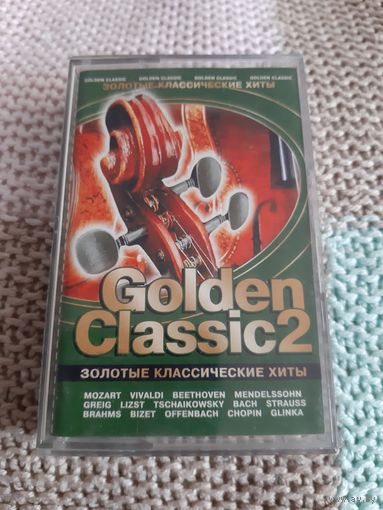 GOLDEN CLASSIC GOLDEN CLASSIC GOLDEN CLASSIC GOLDEN CLASSIC
ЗОЛОТЫЕ КЛАССИЧЕСКИЕ ХИТЫ
Golden
Classic2
ЗОЛОТЫЕ КЛАССИЧЕСКИЕ ХИТЫ
MOZART VIVALDI BEETHOVEN MENDELSSOHN
GREIG LIZST TSCHAIKOWSKY BACH STRAUSS
BRAHMS BIZET OFFENBACH CHOPIN GLINKA